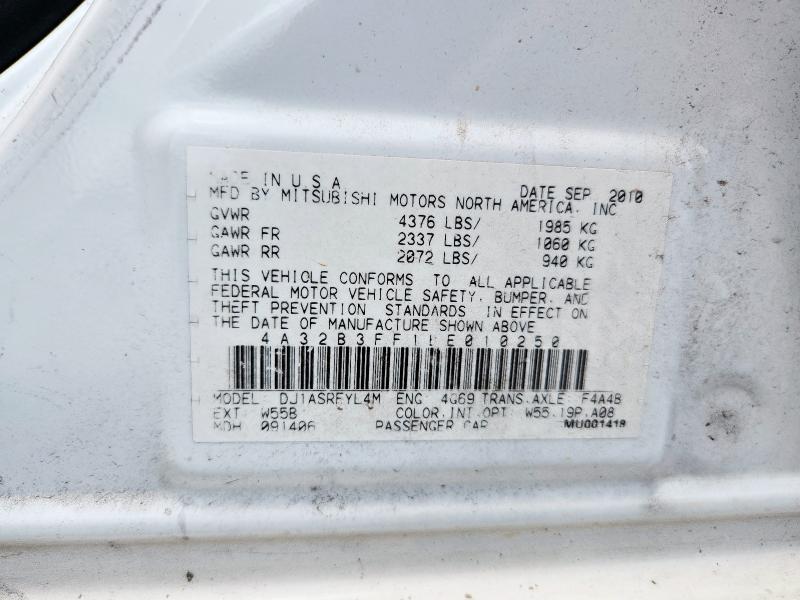 MADE IN U S A DATE SEP 2010
MFD BY MITSUBISHI MOTORS NORTH AMERICA, INC
GVWR 4376 LBS/ 1985 KG
GAWR FR 2337 LBS/ 1060 KG
GAWR RR 2072 LBS/ 940 KG
THIS VEHICLE CONFORMS TO ALL APPLICABLE
FEDERAL MOTOR VEHICLE SAFETY, BUMPER, AND
THEFT PREVENTION STANDARDS IN EFFECT ON
THE DATE OF MANUFACTURE SHOWN ABOVE
MODEL: DJ1ASRFYL4M ENG 4G69 TRANS.AXLE: F4A4B
EXT: W55B COLOR.INT.OPT: W55.19P.A08
MDH 091406 PASSENGER CAR MU001418